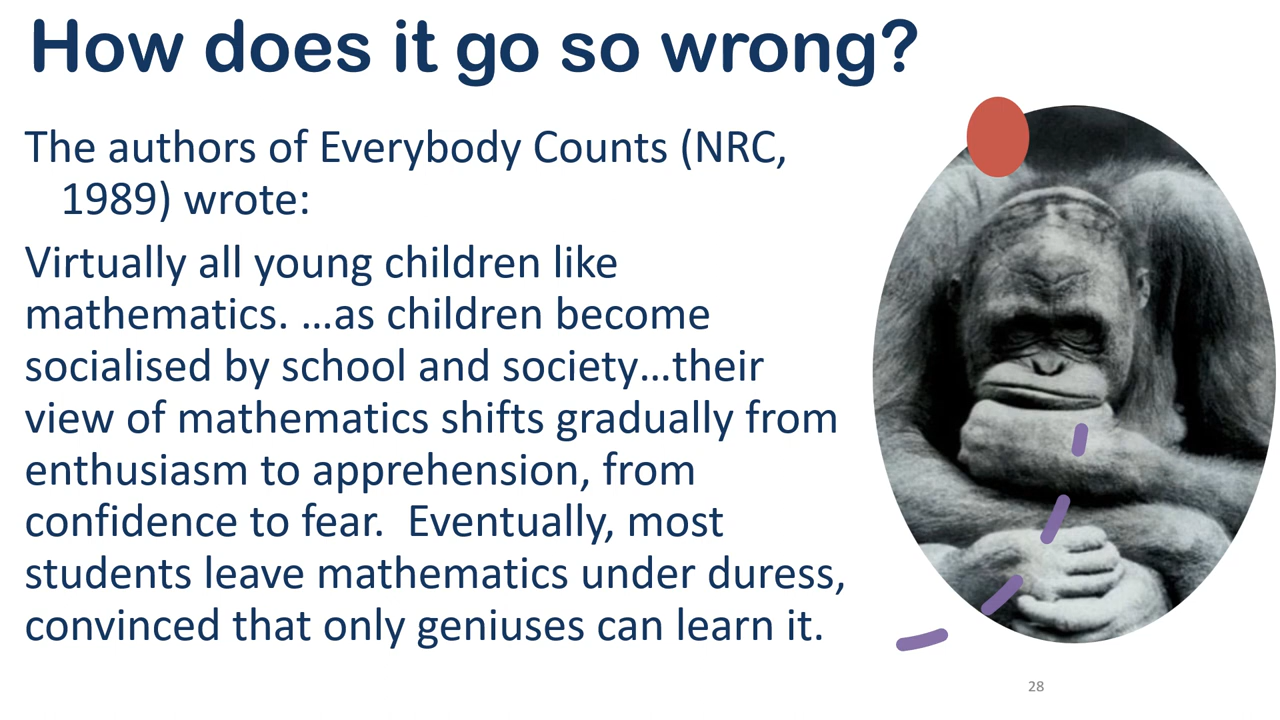 How does it go so wrong?
The authors of Everybody Counts (NRC,
1989) wrote:
Virtually all young children like
mathematics. …as children become
socialised by school and society…their
view of mathematics shifts gradually from
enthusiasm to apprehension, from
confidence to fear.  Eventually, most
students leave mathematics under duress,
convinced that only geniuses can learn it.
28